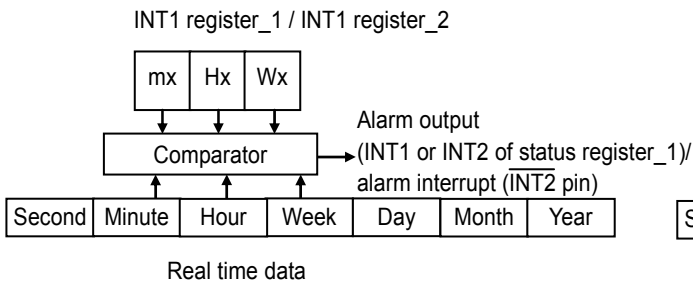 INT1 register_1 / INT1 register_2
mx Hx Wx
Comparator
Alarm output
(INT1 or INT2 of status register_1)/
alarm interrupt (INT2 pin)
Second Minute Hour Week Day Month Year
Real time data